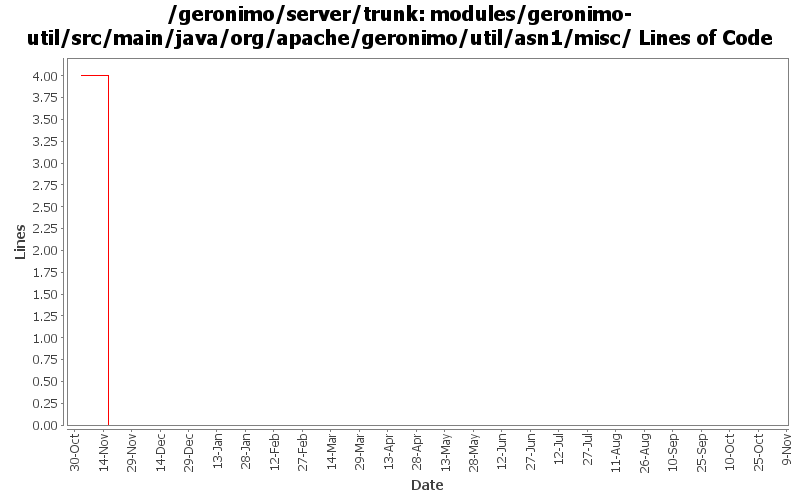 /geronimo/server/trunk: modules/geronimo-
util/src/main/java/org/apache/geronimo/util/asn1/misc/ Lines of Code
4.00
3.75
3.50
3.25
3.00
2.75
2.50
2.25
2.00
1.75
1.50
1.25
1.00
0.75
0.50
0.25
0.00
Lines
30-Oct
14-Nov
29-Nov
14-Dec
29-Dec
13-Jan
28-Jan
12-Feb
27-Feb
14-Mar
29-Mar
13-Apr
28-Apr
13-May
28-May
12-Jun
27-Jun
12-Jul
27-Jul
11-Aug
26-Aug
10-Sep
25-Sep
10-Oct
25-Oct
9-Nov
Date